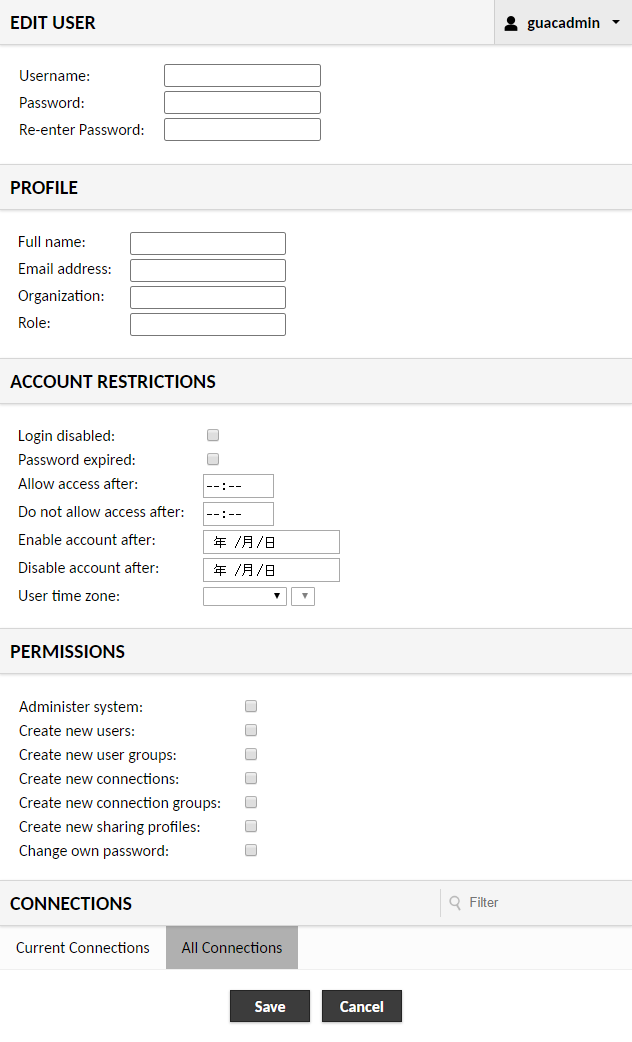 EDIT USER
guacadmin
Username:
Password:
Re-enter Password:
PROFILE
Full name:
Email address:
Organization:
Role:
ACCOUNT RESTRICTIONS
Login disabled:
Password expired:
Allow access after: --:--
Do not allow access after: --:--
Enable account after: 年 /月/日
Disable account after: 年 /月/日
User time zone:
PERMISSIONS
Administer system:
Create new users:
Create new user groups:
Create new connections:
Create new connection groups:
Create new sharing profiles:
Change own password:
CONNECTIONS
Filter
Current Connections All Connections
Save Cancel